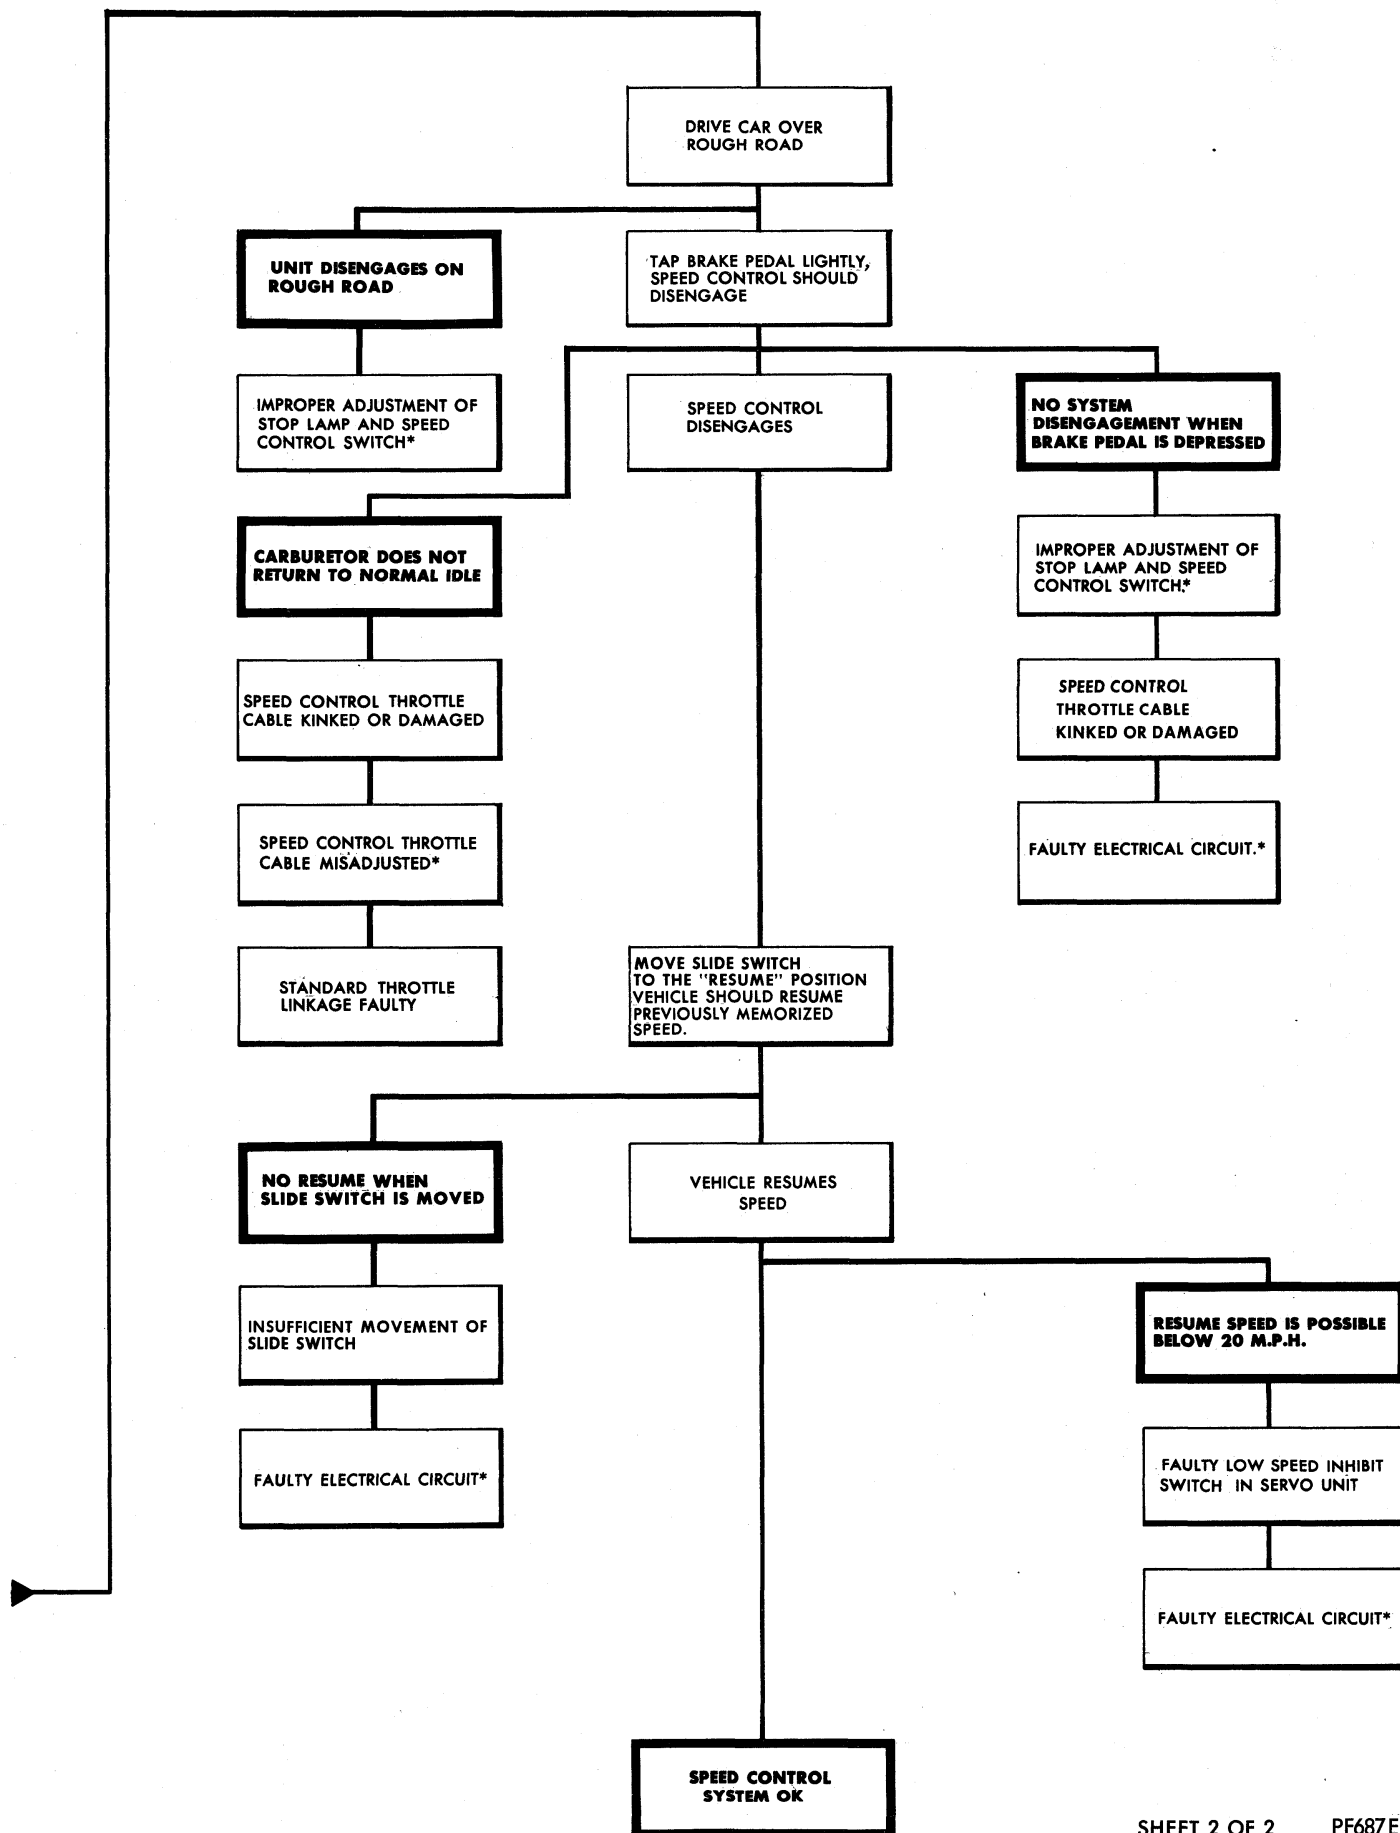 DRIVE CAR OVER
ROUGH ROAD
UNIT DISENGAGES ON
ROUGH ROAD
TAP BRAKE PEDAL LIGHTLY,
SPEED CONTROL SHOULD
DISENGAGE
IMPROPER ADJUSTMENT OF
STOP LAMP AND SPEED
CONTROL SWITCH*
SPEED CONTROL
DISENGAGES
NO SYSTEM
DISENGAGEMENT WHEN
BRAKE PEDAL IS DEPRESSED
CARBURETOR DOES NOT
RETURN TO NORMAL IDLE
IMPROPER ADJUSTMENT OF
STOP LAMP AND SPEED
CONTROL SWITCH.*
SPEED CONTROL THROTTLE
CABLE KINKED OR DAMAGED
SPEED CONTROL
THROTTLE CABLE
KINKED OR DAMAGED
SPEED CONTROL THROTTLE
CABLE MISADJUSTED*
FAULTY ELECTRICAL CIRCUIT.*
STANDARD THROTTLE
LINKAGE FAULTY
MOVE SLIDE SWITCH
TO THE "RESUME" POSITION
VEHICLE SHOULD RESUME
PREVIOUSLY MEMORIZED
SPEED.
NO RESUME WHEN
SLIDE SWITCH IS MOVED
VEHICLE RESUMES
SPEED
INSUFFICIENT MOVEMENT OF
SLIDE SWITCH
RESUME SPEED IS POSSIBLE
BELOW 20 M.P.H.
FAULTY ELECTRICAL CIRCUIT*
FAULTY LOW SPEED INHIBIT
SWITCH IN SERVO UNIT
FAULTY ELECTRICAL CIRCUIT*
SPEED CONTROL
SYSTEM OK
SHEET 2 OF 2 PF687E